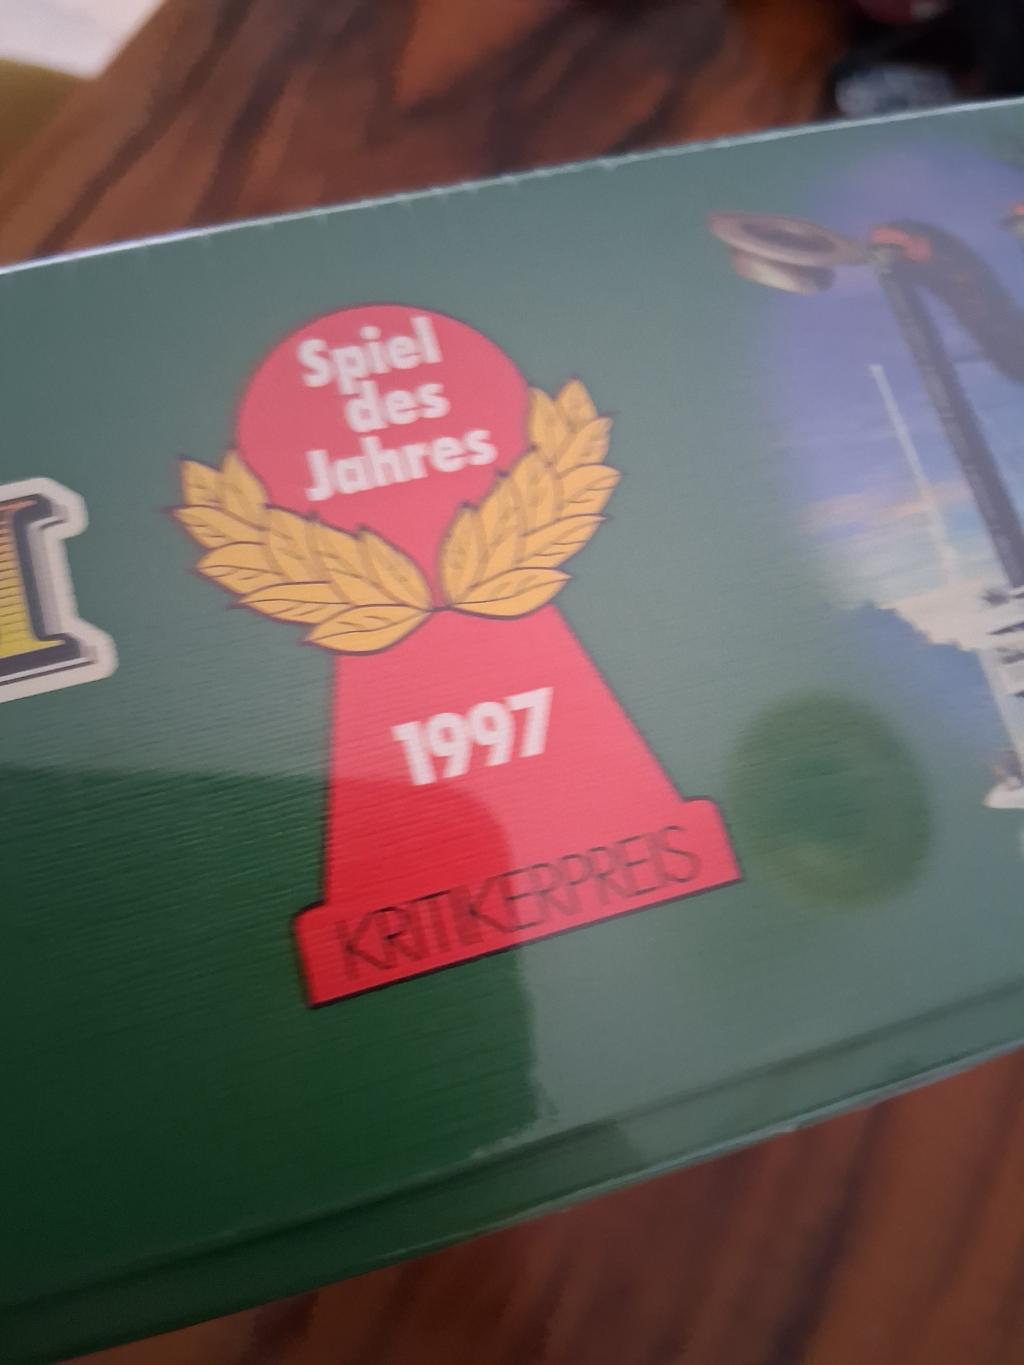 Spiel
des
Jahres
1997
KRITIKERPREIS